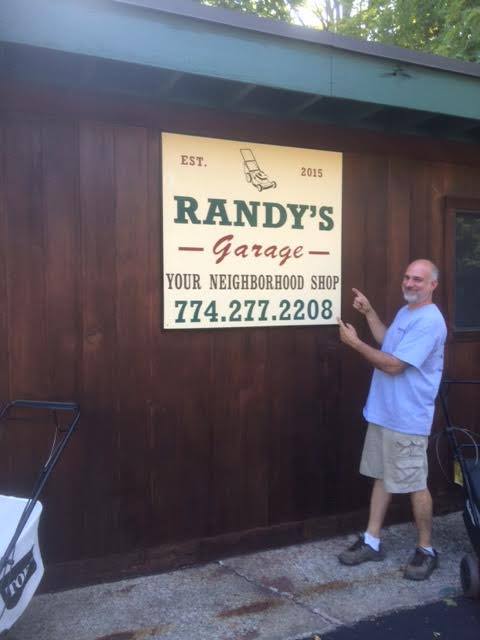 EST.
2015
RANDY'S
Garage
YOUR NEIGHBORHOOD SHOP
774.277.2208